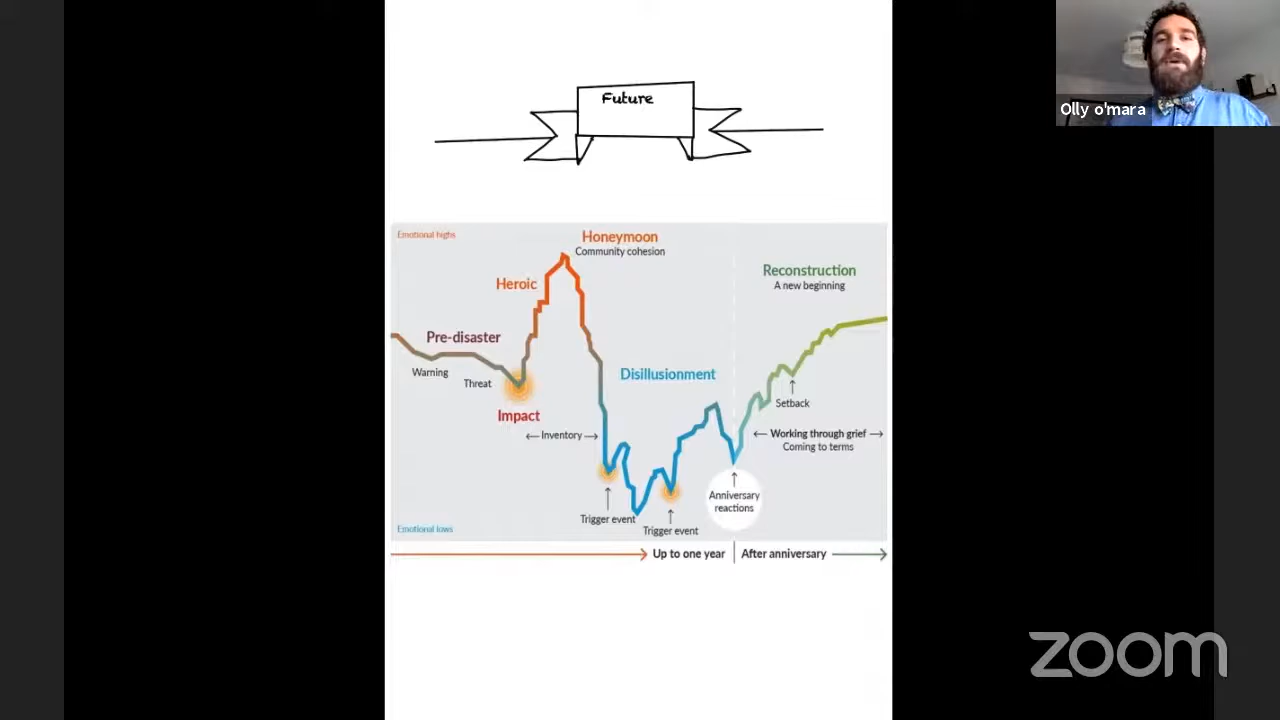 Future
Olly o'mara
Emotional highs
Honeymoon
Community cohesion
Heroic
Reconstruction
A new beginning
Pre-disaster
Warning
Threat
Impact
Disillusionment
Inventory
Setback
Working through grief
Coming to terms
Anniversary
reactions
Trigger event
Trigger event
Emotional lows
Up to one year
After anniversary
zoom